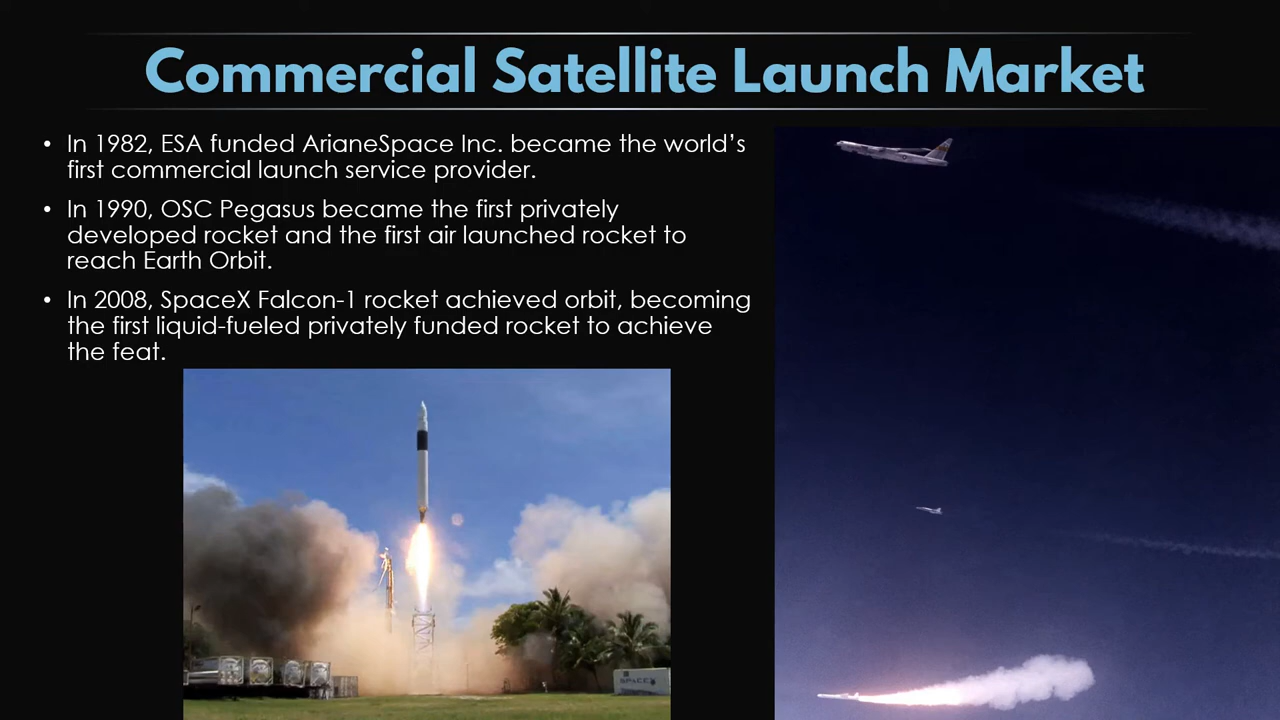 Commercial Satellite Launch Market
• In 1982, ESA funded ArianeSpace Inc. became the world’s
first commercial launch service provider.
• In 1990, OSC Pegasus became the first privately
developed rocket and the first air launched rocket to
reach Earth Orbit.
• In 2008, SpaceX Falcon-1 rocket achieved orbit, becoming
the first liquid-fueled privately funded rocket to achieve
the feat.
SPACEX